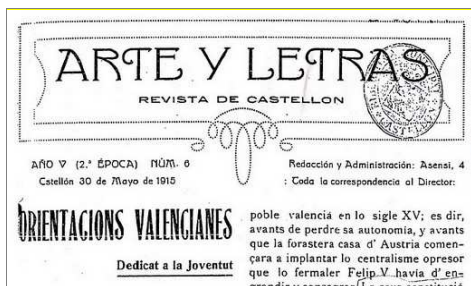 ARTE Y LETRAS
REVISTA DE CASTELLON
AÑO V (2.ª ÉPOCA) NÚM. 6
Castellón 30 de Mayo de 1915
Redacción y Administración: Asensi, 4
: Toda la correspondencia al Director:
ORIENTACIONS VALENCIANES
Dedicat a la Joventut
poble valenciá en lo sigle XV; es dir,
avants de perdre sa autonomía, y avants
que la forastera casa d' Austria comen-
çara a implantar lo centralisme opresor
que lo fermaler Felip V havía d' en-